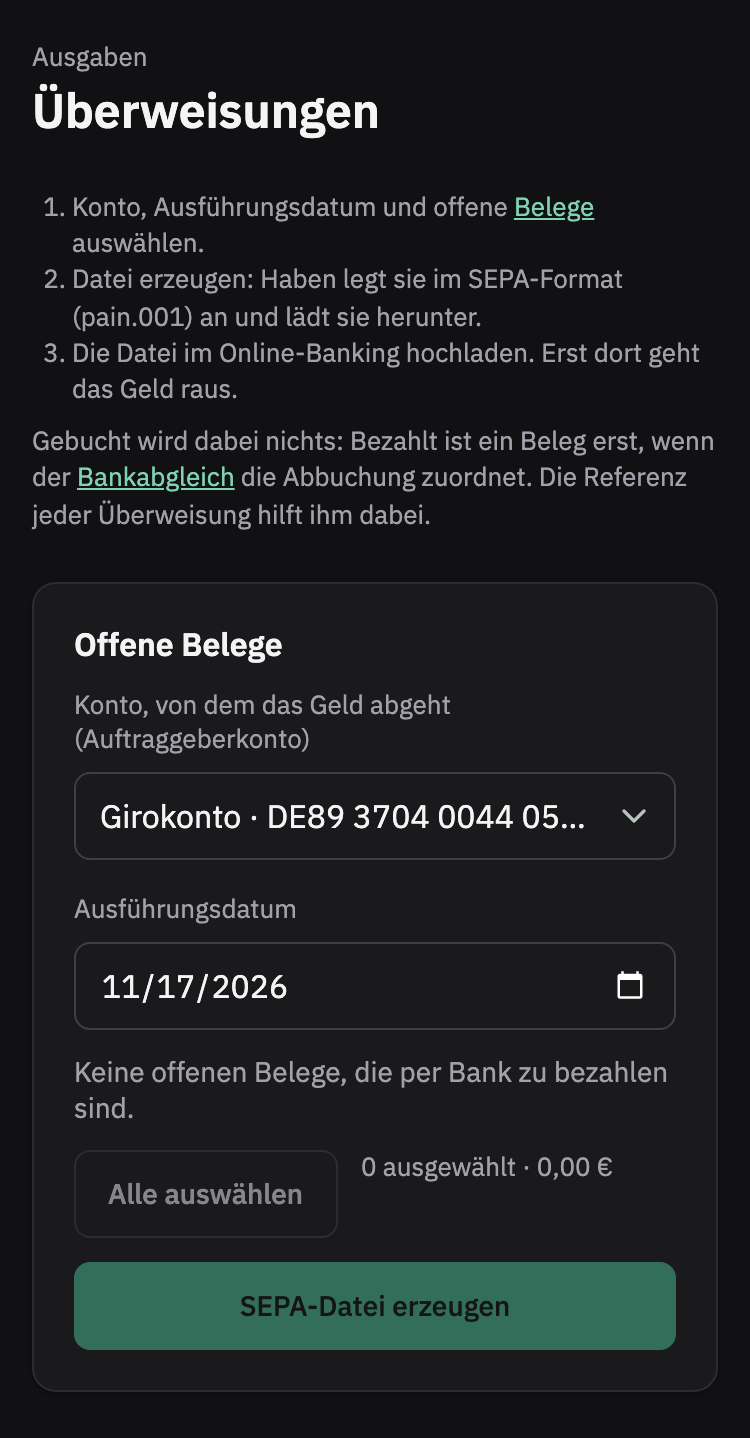 Ausgaben
Überweisungen
1. Konto, Ausführungsdatum und offene Belege
auswählen.
2. Datei erzeugen: Haben legt sie im SEPA-Format
(pain.001) an und lädt sie herunter.
3. Die Datei im Online-Banking hochladen. Erst dort geht
das Geld raus.
Gebucht wird dabei nichts: Bezahlt ist ein Beleg erst, wenn
der Bankabgleich die Abbuchung zuordnet. Die Referenz
jeder Überweisung hilft ihm dabei.
Offene Belege
Konto, von dem das Geld abgeht
(Auftraggeberkonto)
Girokonto · DE89 3704 0044 05...
Ausführungsdatum
11/17/2026
Keine offenen Belege, die per Bank zu bezahlen
sind.
Alle auswählen
0 ausgewählt · 0,00 €
SEPA-Datei erzeugen